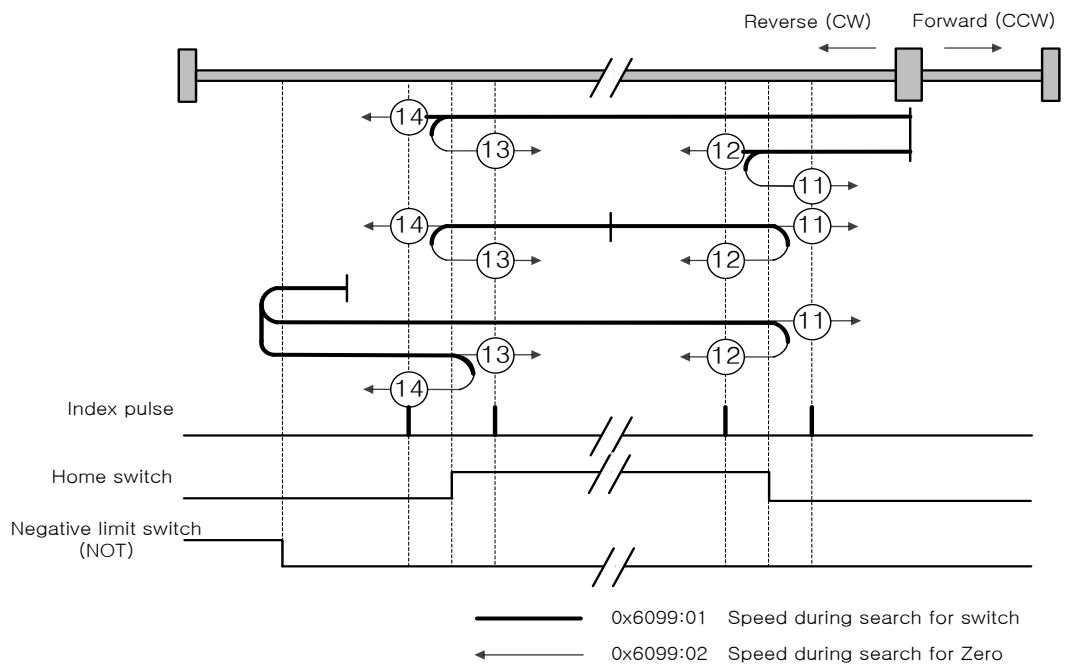 Reverse (CW) Forward (CCW)
14
13
12
11
14
11
13
12
11
13
12
14
Index pulse
Home switch
Negative limit switch
(NOT)
0x6099:01 Speed during search for switch
0x6099:02 Speed during search for Zero